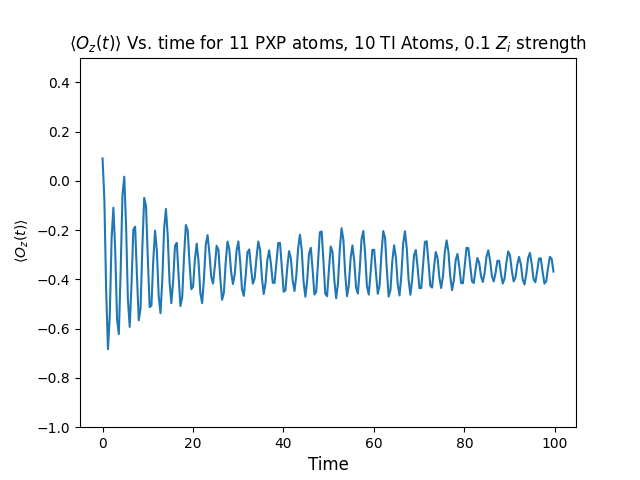 ⟨O_z(t)⟩ Vs. time for 11 PXP atoms, 10 TI Atoms, 0.1 Z_i strength
0.4
0.2
0.0
−0.2
−0.4
−0.6
−0.8
−1.0
⟨O_z(t)⟩
0 20 40 60 80 100
Time